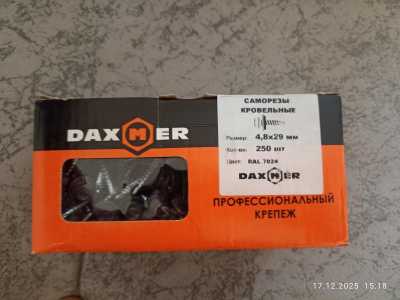 DAXMER
САМОРЕЗЫ
КРОВЕЛЬНЫЕ
Размер: 4,8х29 мм
Кол-во: 250 шт
Цвет: RAL 7024
DAXMER
ПРОФЕССИОНАЛЬНЫЙ
КРЕПЕЖ
17.12.2025 15:18